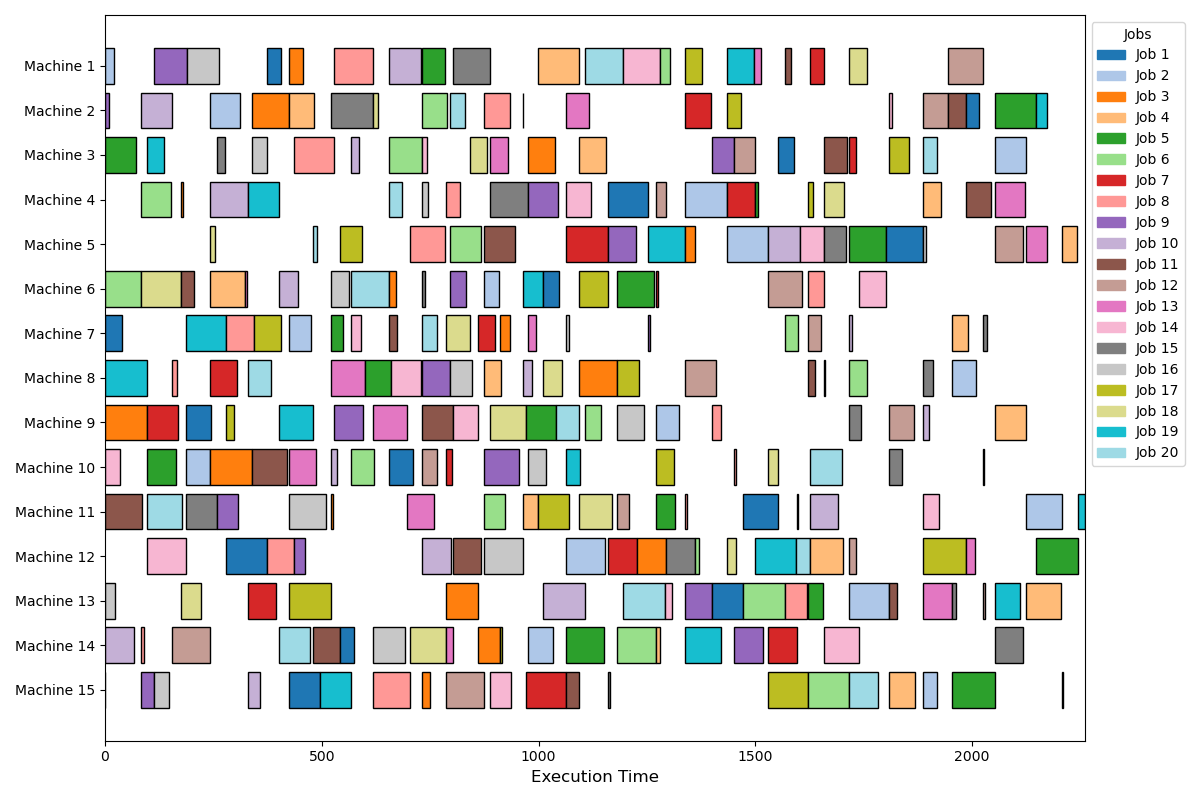 Machine 1
Machine 2
Machine 3
Machine 4
Machine 5
Machine 6
Machine 7
Machine 8
Machine 9
Machine 10
Machine 11
Machine 12
Machine 13
Machine 14
Machine 15
0
500
1000
1500
2000
Execution Time
Jobs
Job 1
Job 2
Job 3
Job 4
Job 5
Job 6
Job 7
Job 8
Job 9
Job 10
Job 11
Job 12
Job 13
Job 14
Job 15
Job 16
Job 17
Job 18
Job 19
Job 20